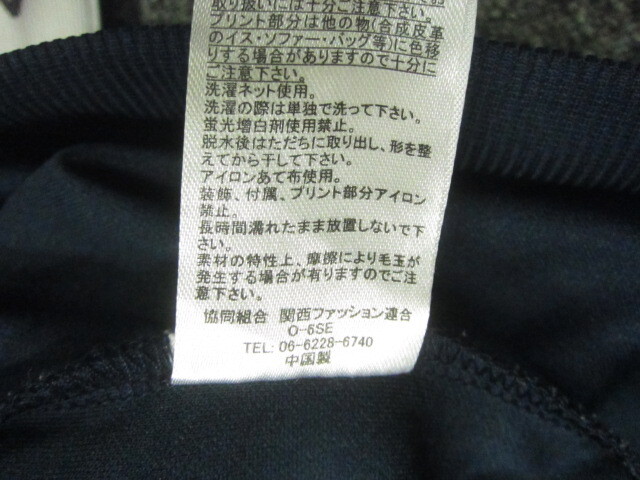 取り扱いには十分ご注意下さい。
プリント部分は他の物(合成皮革
のイス・ソファー・バッグ等)に色移
りする場合がありますので十分に
ご注意下さい。
洗濯ネット使用。
洗濯の際は単独で洗って下さい。
蛍光増白剤使用禁止。
脱水後はただちに取り出し、形を整
えてから干して下さい。
アイロンあて布使用。
装飾、付属、プリント部分アイロン
禁止。
長時間濡れたまま放置しないで下
さい。
素材の特性上、摩擦により毛玉が
発生する場合が有りますのでご注
意下さい。
協同組合 関西ファッション連合
O-6SE
TEL: 06-6228-6740
中国製